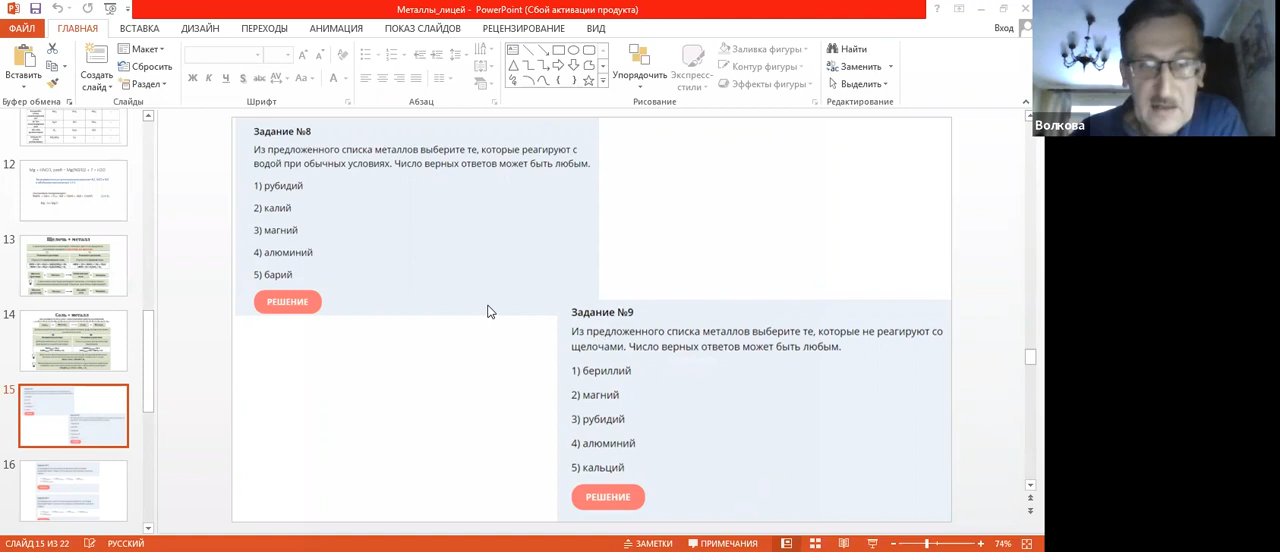 Металлы_лицей - PowerPoint (Сбой активации продукта)
ФАЙЛ ГЛАВНАЯ ВСТАВКА ДИЗАЙН ПЕРЕХОДЫ АНИМАЦИЯ ПОКАЗ СЛАЙДОВ РЕЦЕНЗИРОВАНИЕ ВИД Вход
Вставить
Создать слайд
Макет
Сбросить
Раздел
Упорядочить
Экспресс-стили
Заливка фигуры
Контур фигуры
Эффекты фигуры
Найти
Заменить
Выделить
Буфер обмена Слайды Шрифт Абзац Рисование Редактирование
Волкова
12
13
Щелочь + металл
14
Соль + металл
15
16
Задание №8
Из предложенного списка металлов выберите те, которые реагируют с
водой при обычных условиях. Число верных ответов может быть любым.
1) рубидий
2) калий
3) магний
4) алюминий
5) барий
РЕШЕНИЕ
Задание №9
Из предложенного списка металлов выберите те, которые не реагируют со
щелочами. Число верных ответов может быть любым.
1) бериллий
2) магний
3) рубидий
4) алюминий
5) кальций
РЕШЕНИЕ
СЛАЙД 15 ИЗ 22 РУССКИЙ ЗАМЕТКИ ПРИМЕЧАНИЯ 74%